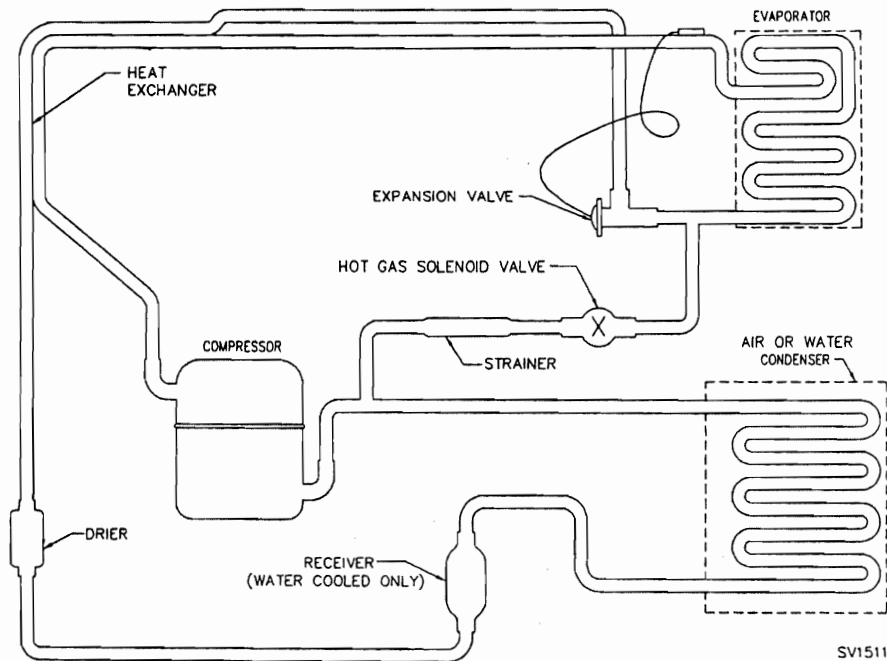 EVAPORATOR
HEAT
EXCHANGER
EXPANSION VALVE
HOT GAS SOLENOID VALVE
AIR OR WATER
CONDENSER
COMPRESSOR
STRAINER
DRIER
RECEIVER
(WATER COOLED ONLY)
SV1511